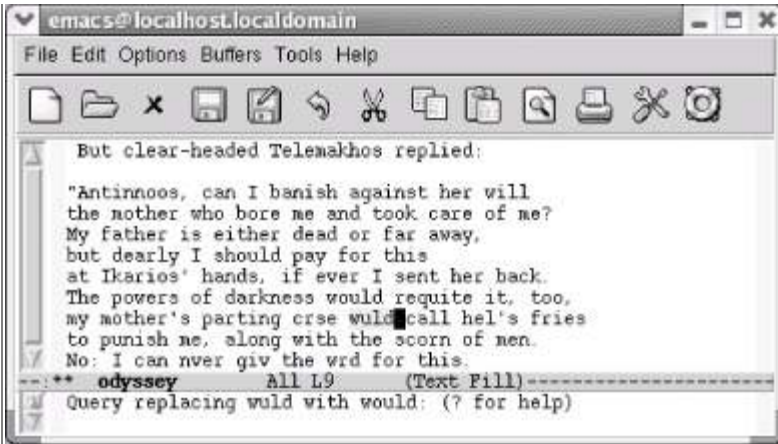 emacs@localhost.localdomain
File Edit Options Buffers Tools Help
But clear-headed Telemakhos replied:
"Antinnoos, can I banish against her will
the mother who bore me and took care of me?
My father is either dead or far away,
but dearly I should pay for this
at Ikarios' hands, if ever I sent her back.
The powers of darkness would requite it, too,
my mother's parting crse wuld call hel's fries
to punish me, along with the scorn of men.
No: I can nver giv the wrd for this.
--:** odyssey All L9 (Text Fill)----------------------
Query replacing wuld with would: (? for help)